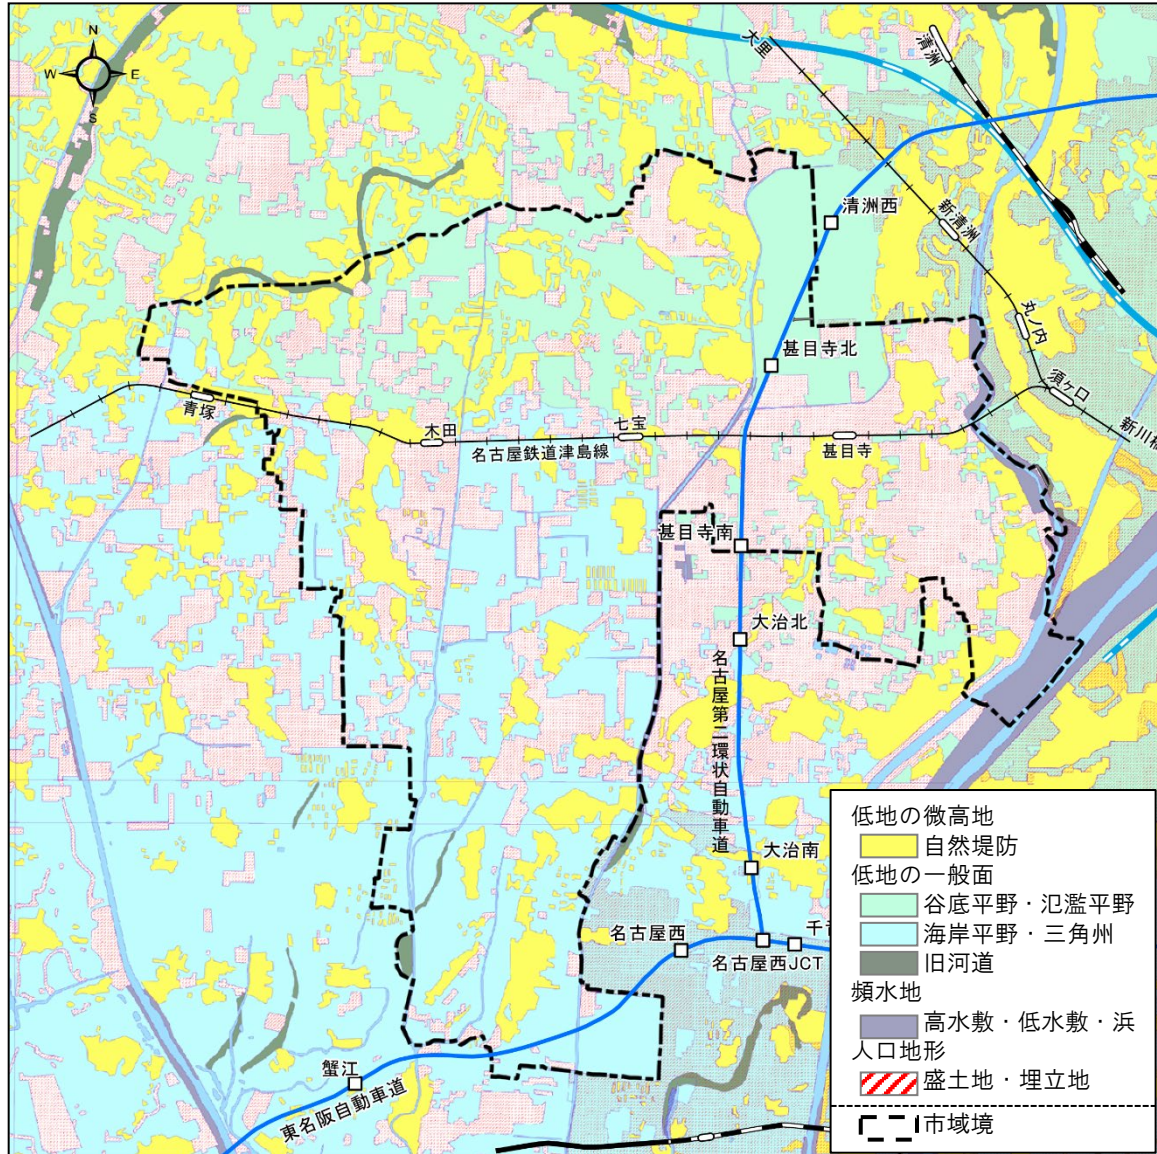 N
W
E
S
大里
清洲
清洲西
新清洲
丸ノ内
須ケ口
甚目寺北
青塚
木田
七宝
名古屋鉄道津島線
甚目寺
甚目寺南
大治北
名古屋第二環状自動車道
大治南
名古屋西
名古屋西JCT
蟹江
東名阪自動車道
低地の微高地
自然堤防
低地の一般面
谷底平野・氾濫平野
海岸平野・三角州
旧河道
頻水地
高水敷・低水敷・浜
人口地形
盛土地・埋立地
市域境